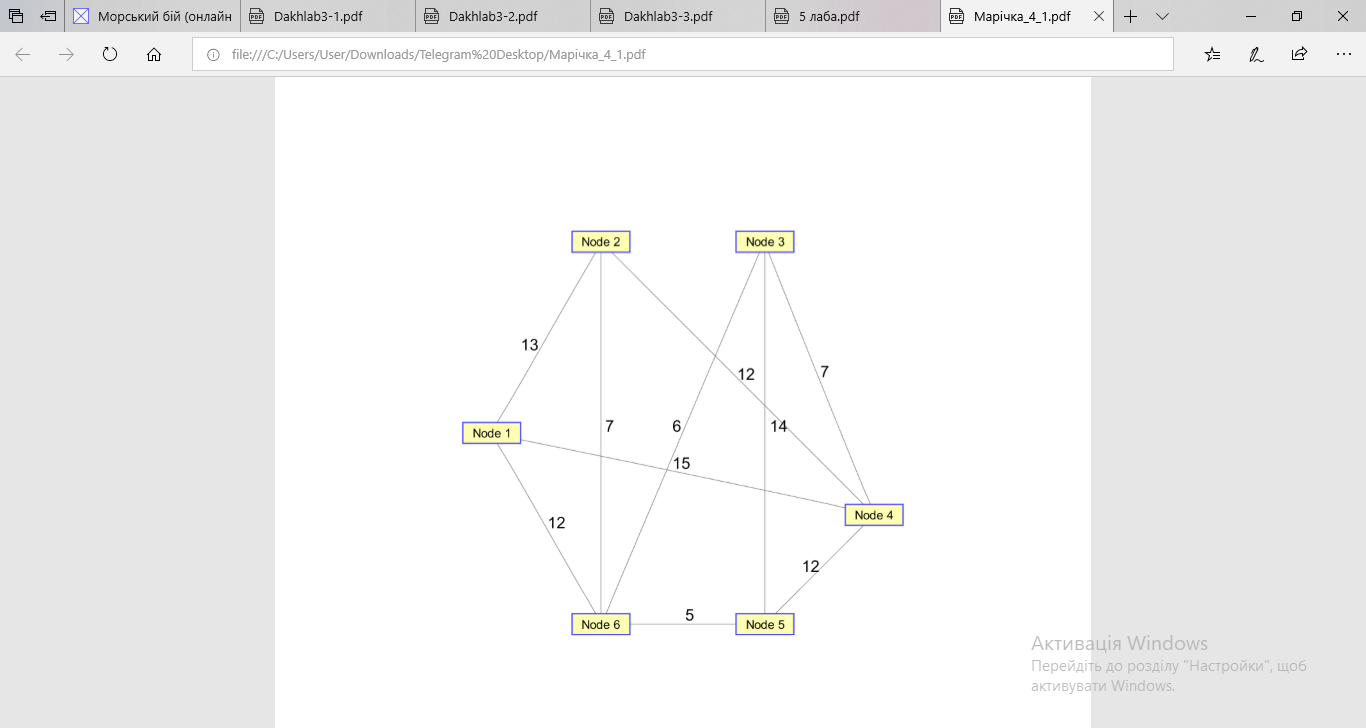 Морський бій (онлайн
Dakhlab3-1.pdf
Dakhlab3-2.pdf
Dakhlab3-3.pdf
5 лаба.pdf
Марічка_4_1.pdf
file:///C:/Users/User/Downloads/Telegram%20Desktop/Марічка_4_1.pdf
Node 2
Node 3
13
12
7
7
6
14
Node 1
15
Node 4
12
12
5
Node 6
Node 5
Активація Windows
Перейдіть до розділу "Настройки", щоб
активувати Windows.